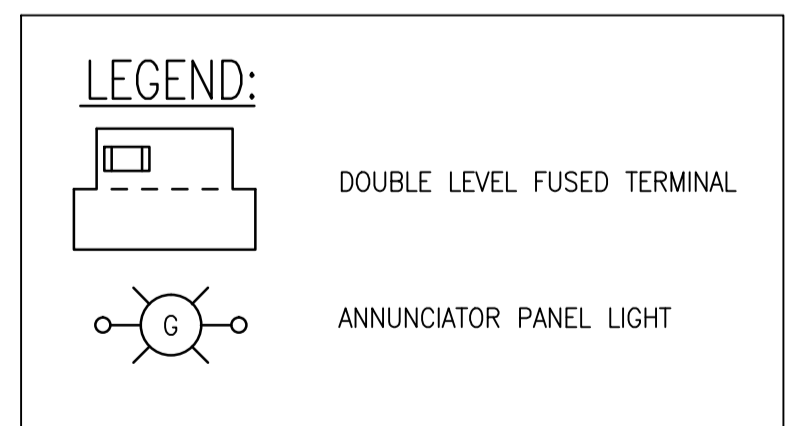 LEGEND:
DOUBLE LEVEL FUSED TERMINAL
G
ANNUNCIATOR PANEL LIGHT